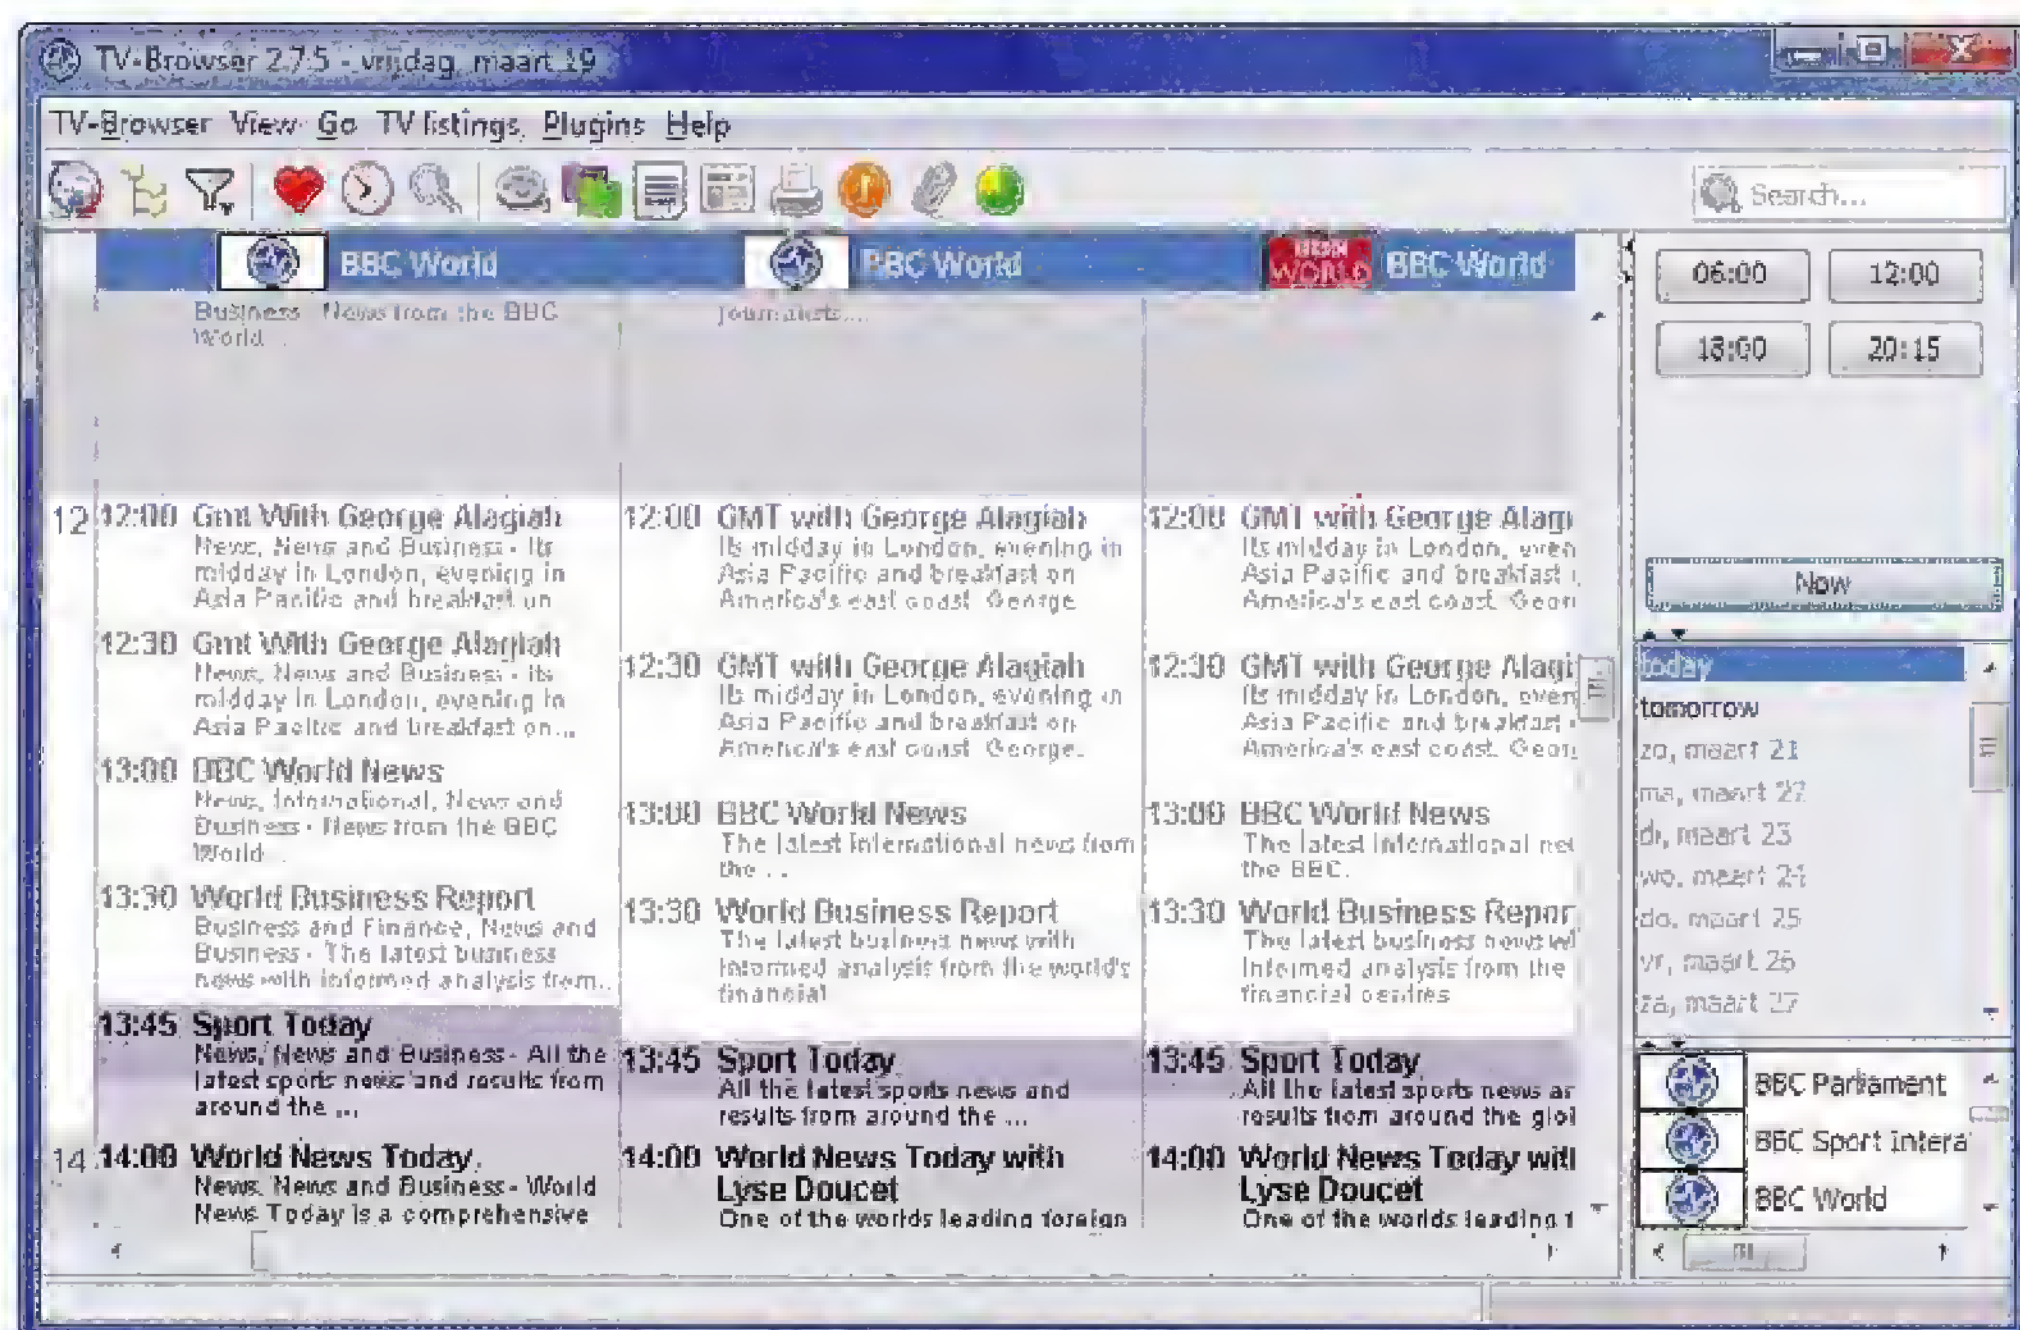 TV-Browser 2.7.5 - vrijdag, maart 19
TV-Browser View Go TV listings Plugins Help
Search...
BBC World
BBC World
BBC WORLD BBC World
Business - News from the BBC
World ...
journalists....
12
12:00 Gmt With George Alagiah
News, News and Business - Its
midday in London, evening in
Asia Pacific and breakfast on
12:30 Gmt With George Alagiah
News, News and Business - Its
midday in London, evening in
Asia Pacific and breakfast on...
13:00 BBC World News
News, International, News and
Business - News from the BBC
World ...
13:30 World Business Report
Business and Finance, News and
Business - The latest business
news with informed analysis from..
13:45 Sport Today
News, News and Business - All the
latest sports news and results from
around the ...
14
14:00 World News Today
News, News and Business - World
News Today is a comprehensive
12:00 GMT with George Alagiah
Its midday in London, evening in
Asia Pacific and breakfast on
America's east coast. George
12:30 GMT with George Alagiah
Its midday in London, evening in
Asia Pacific and breakfast on
America's east coast. George.
13:00 BBC World News
The latest international news from
the ...
13:30 World Business Report
The latest business news with
informed analysis from the world's
financial
13:45 Sport Today
All the latest sports news and
results from around the ...
14:00 World News Today with
Lyse Doucet
One of the worlds leading foreign
12:00 GMT with George Alagi
Its midday in London, even
Asia Pacific and breakfast
America's east coast. Geor
12:30 GMT with George Alagi
Its midday in London, even
Asia Pacific and breakfast
America's east coast. Geor
13:00 BBC World News
The latest international ne
the BBC.
13:30 World Business Repor
The latest business news wi
informed analysis from the
financial centres
13:45 Sport Today
All the latest sports news ar
results from around the glo
14:00 World News Today wit
Lyse Doucet
One of the worlds leading f
06:00 12:00
18:00 20:15
Now
today
tomorrow
zo, maart 21
ma, maart 22
di, maart 23
wo, maart 24
do, maart 25
vr, maart 26
za, maart 27
BBC Parliament
BBC Sport Intera
BBC World